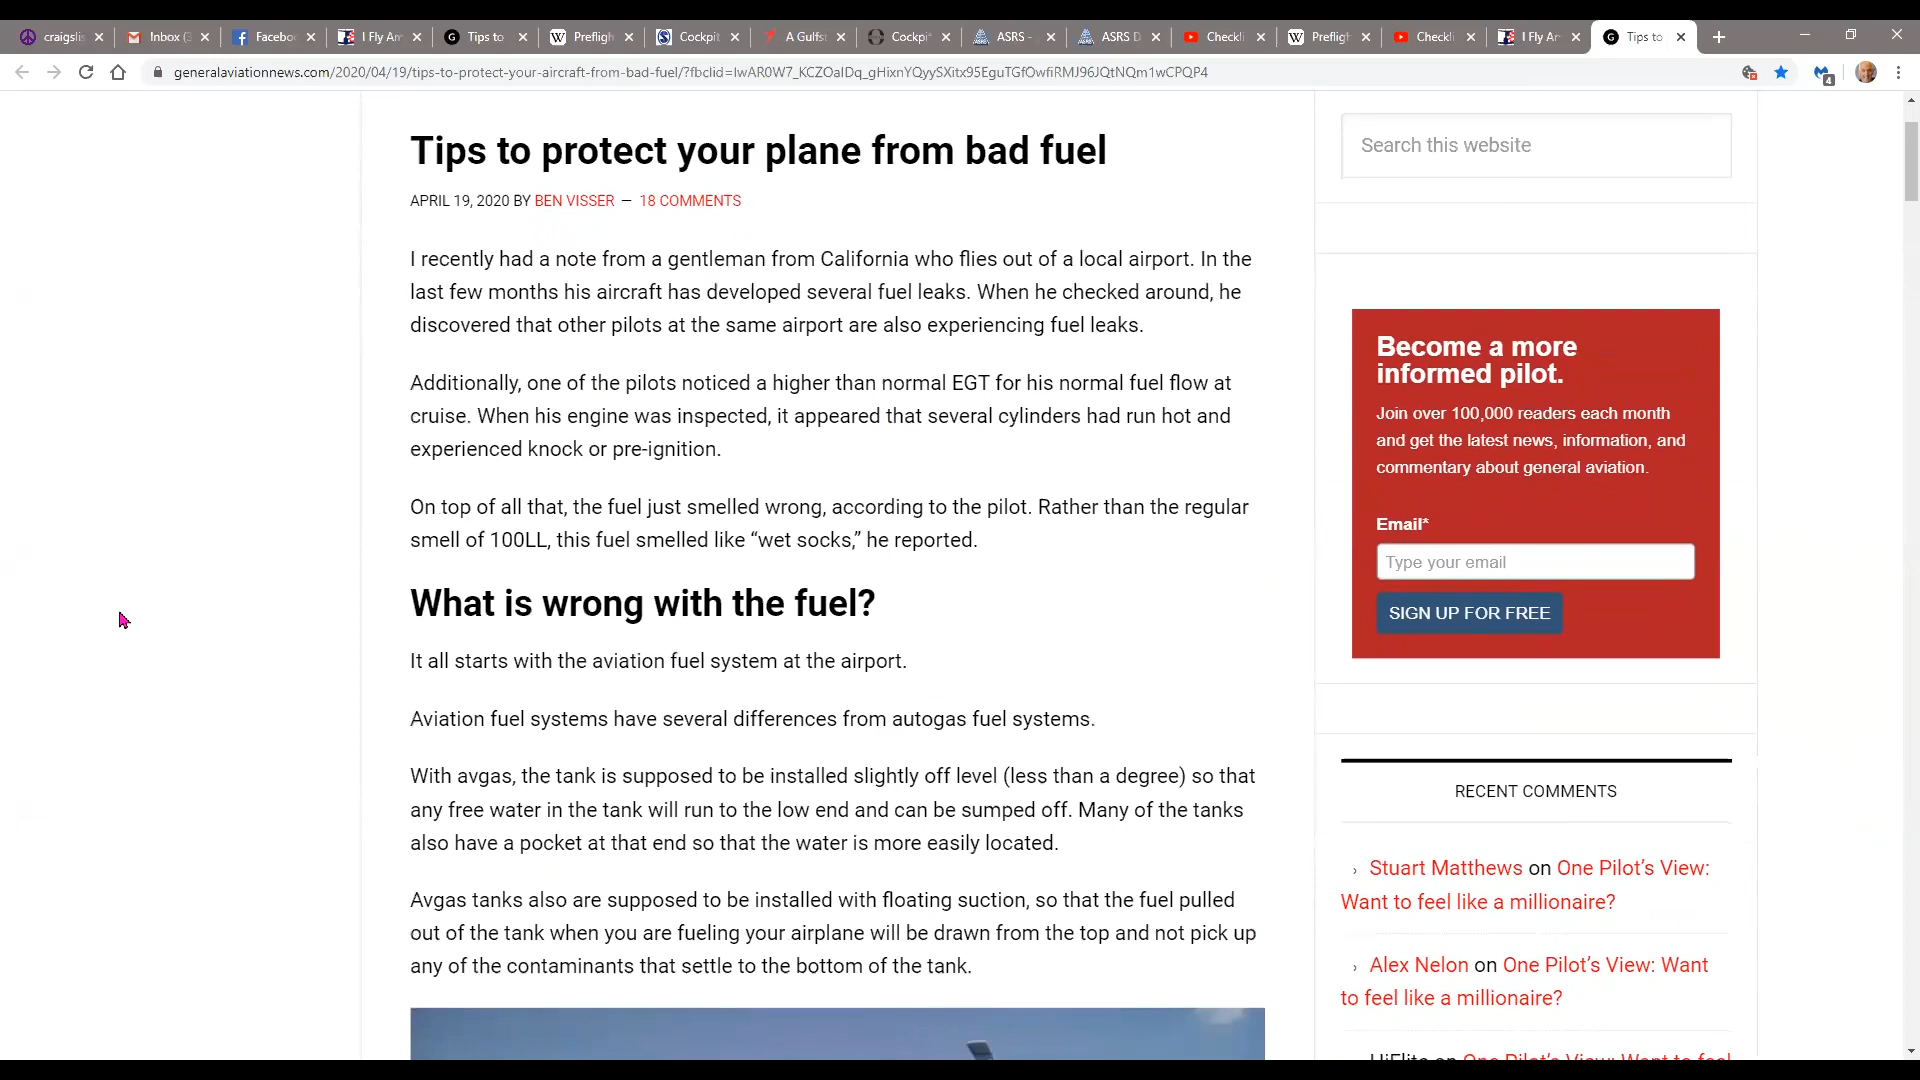 craigslis
Inbox (3
Faceboo
I Fly Am
Tips to
Preflight
Cockpit
A Gulfst
Cockpi
ASRS -
ASRS D
Checkli
Preflight
Checkli
I Fly Am
Tips to
generalaviationnews.com/2020/04/19/tips-to-protect-your-aircraft-from-bad-fuel/?fbclid=IwAR0W7_KCZOaIDq_gHixnYQyySXitx95EguTGfOwfiRMJ96JQtNQm1wCPQP4
4
Tips to protect your plane from bad fuel
APRIL 19, 2020 BY BEN VISSER — 18 COMMENTS
I recently had a note from a gentleman from California who flies out of a local airport. In the
last few months his aircraft has developed several fuel leaks. When he checked around, he
discovered that other pilots at the same airport are also experiencing fuel leaks.
Additionally, one of the pilots noticed a higher than normal EGT for his normal fuel flow at
cruise. When his engine was inspected, it appeared that several cylinders had run hot and
experienced knock or pre-ignition.
On top of all that, the fuel just smelled wrong, according to the pilot. Rather than the regular
smell of 100LL, this fuel smelled like “wet socks,” he reported.
What is wrong with the fuel?
It all starts with the aviation fuel system at the airport.
Aviation fuel systems have several differences from autogas fuel systems.
With avgas, the tank is supposed to be installed slightly off level (less than a degree) so that
any free water in the tank will run to the low end and can be sumped off. Many of the tanks
also have a pocket at that end so that the water is more easily located.
Avgas tanks also are supposed to be installed with floating suction, so that the fuel pulled
out of the tank when you are fueling your airplane will be drawn from the top and not pick up
any of the contaminants that settle to the bottom of the tank.
Search this website
Become a more
informed pilot.
Join over 100,000 readers each month
and get the latest news, information, and
commentary about general aviation.
Email*
Type your email
SIGN UP FOR FREE
RECENT COMMENTS
Stuart Matthews on One Pilot’s View:
Want to feel like a millionaire?
Alex Nelon on One Pilot’s View: Want
to feel like a millionaire?
HiFlite on One Pilot’s View: Want to feel